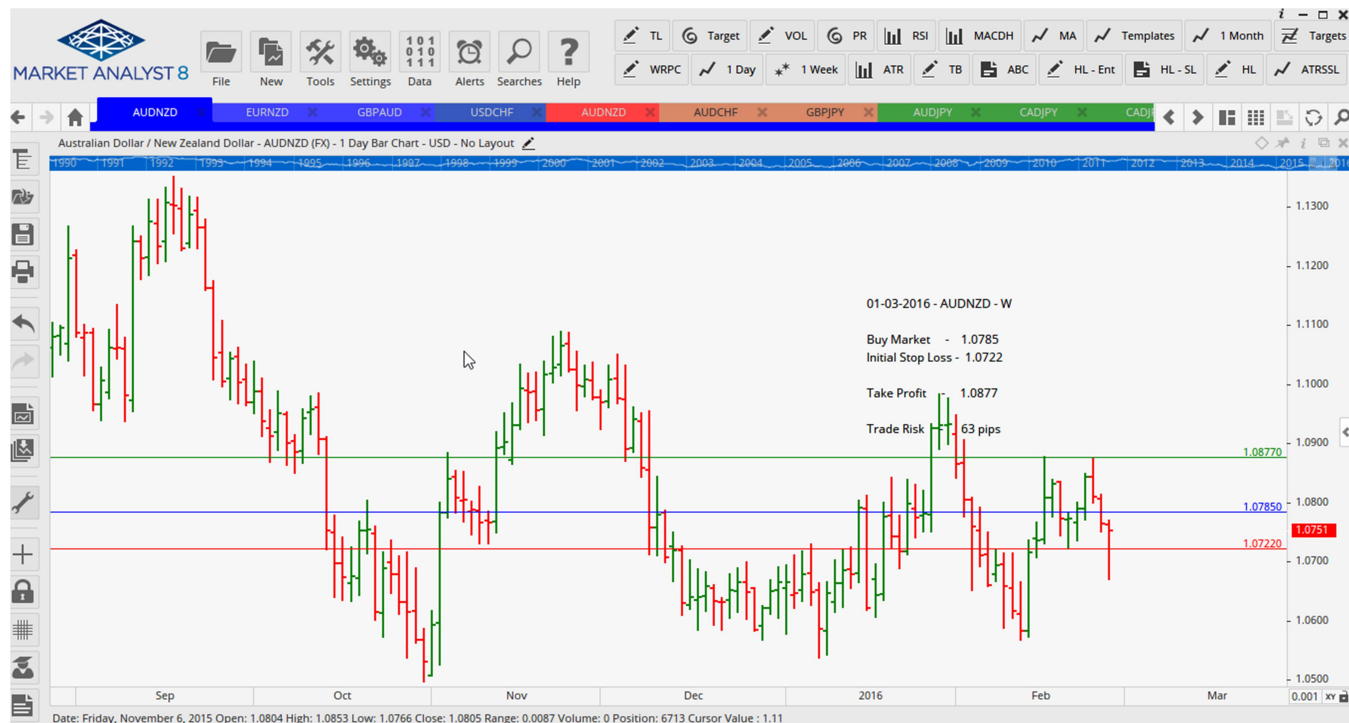 i
TL Target VOL PR RSI MACDH MA Templates 1 Month Targets
MARKET ANALYST 8
File New Tools Settings Data Alerts Searches Help
101
010
111
WRPC 1 Day 1 Week ATR TB ABC HL - Ent HL - SL HL ATRSSL
AUDNZD EURNZD GBPAUD USDCHF AUDNZD AUDCHF GBPJPY AUDJPY CADJPY
Australian Dollar / New Zealand Dollar - AUDNZD (FX) - 1 Day Bar Chart - USD - No Layout
1990 1991 1992 1993 1994 1995 1996 1997 1998 1999 2000 2001 2002 2003 2004 2005 2006 2007 2008 2009 2010 2011 2012 2013 2014 2015 2016
1.1300
1.1200
01-03-2016 - AUDNZD - W
1.1100
Buy Market - 1.0785
Initial Stop Loss - 1.0722
1.1000
Take Profit - 1.0877
Trade Risk - 63 pips
1.0900
1.08770
1.0800
1.07850
1.0751
1.07220
1.0700
1.0600
1.0500
Sep Oct Nov Dec 2016 Feb Mar 0.001 XY
Date: Friday, November 6, 2015 Open: 1.0804 High: 1.0853 Low: 1.0766 Close: 1.0805 Range: 0.0087 Volume: 0 Position: 6713 Cursor Value : 1.11